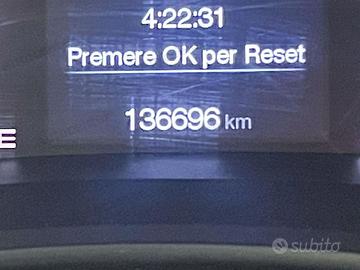 4:22:31
Premere OK per Reset
136696 km
E
subito